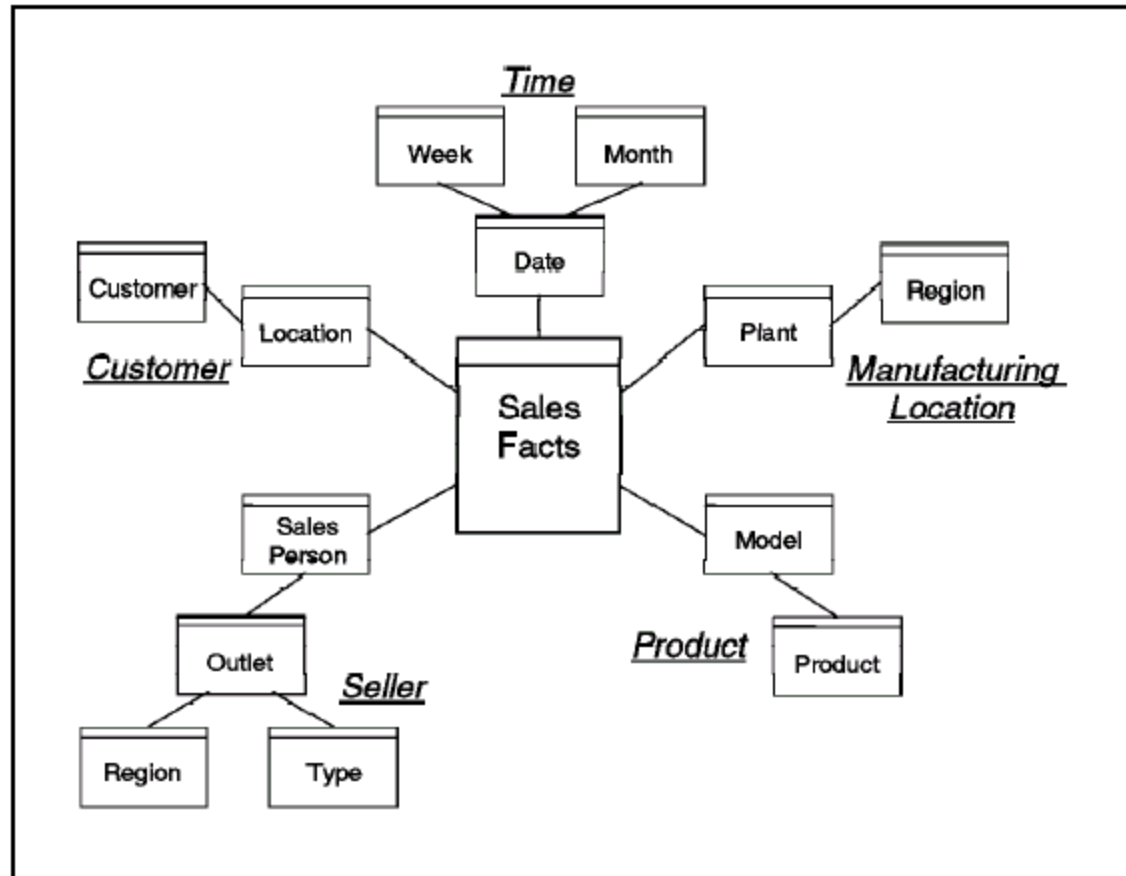 Time
Week
Month
Date
Customer
Location
Customer
Plant
Region
Manufacturing
Location
Sales
Facts
Sales
Person
Outlet
Seller
Region
Type
Model
Product
Product